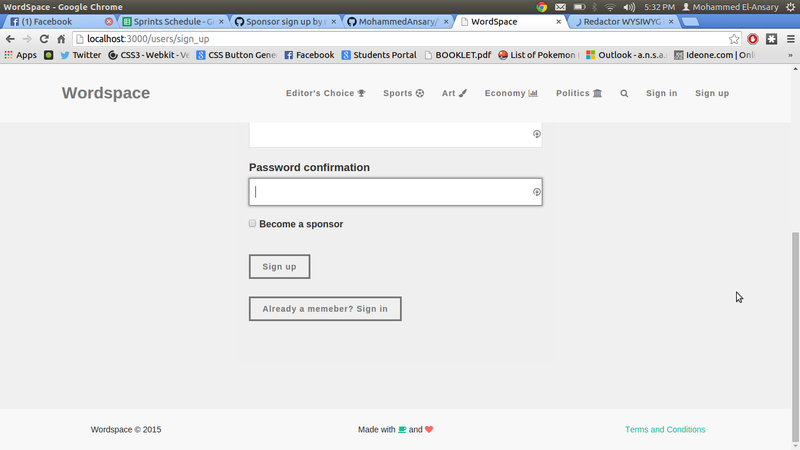 WordSpace - Google Chrome
5:32 PM Mohammed El-Ansary
(1) Facebook
Sprints Schedule - G
Sponsor sign up by
MohammedAnsary/
WordSpace
Redactor WYSIWYG
localhost:3000/users/sign_up
Apps
Twitter
CSS3 - Webkit - Ve
CSS Button Gene
Facebook
Students Portal
BOOKLET.pdf
List of Pokemon
Outlook - a.n.s.a.
Ideone.com | Onl
»
Wordspace
Editor's Choice
Sports
Art
Economy
Politics
Sign in
Sign up
Password confirmation
Become a sponsor
Sign up
Already a memeber? Sign in
Wordspace © 2015
Made with and
Terms and Conditions